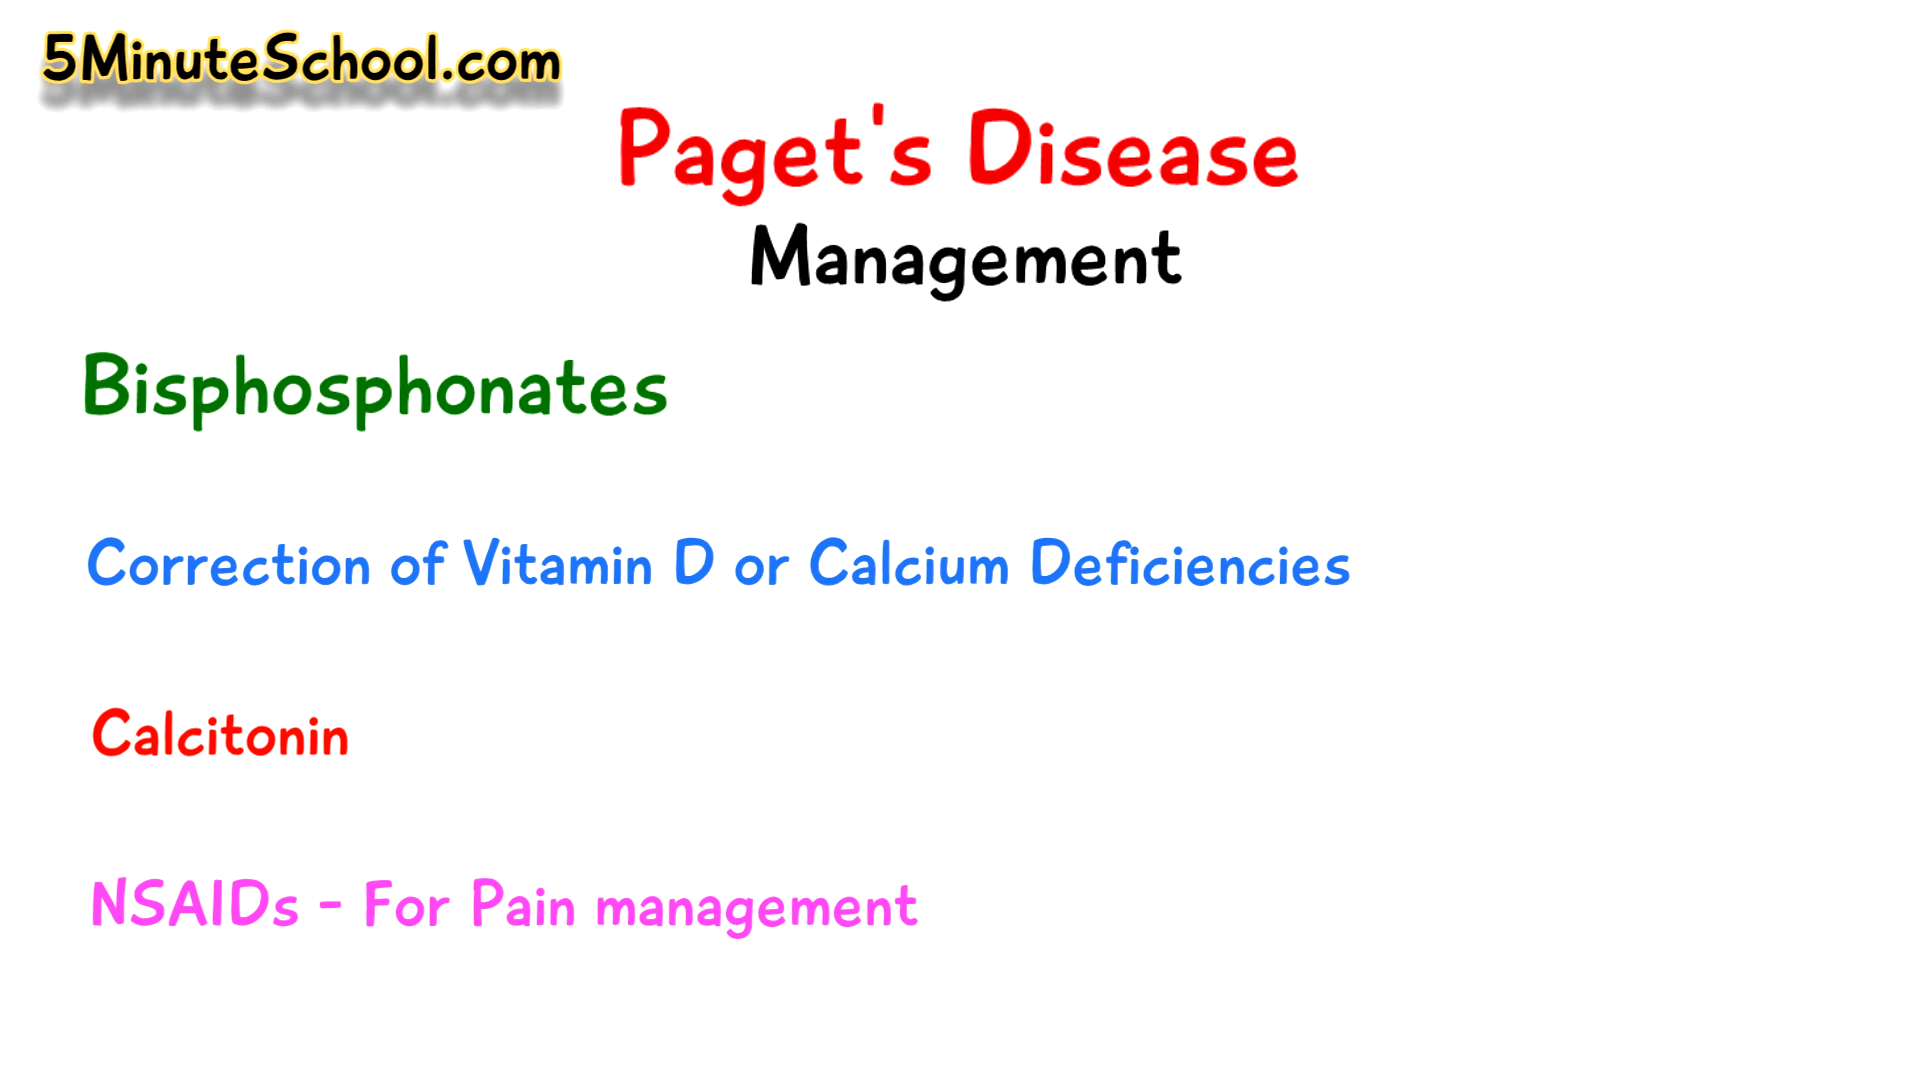 5MinuteSchool.com
Paget's Disease
Management
Bisphosphonates
Correction of Vitamin D or Calcium Deficiencies
Calcitonin
NSAIDs - For Pain management